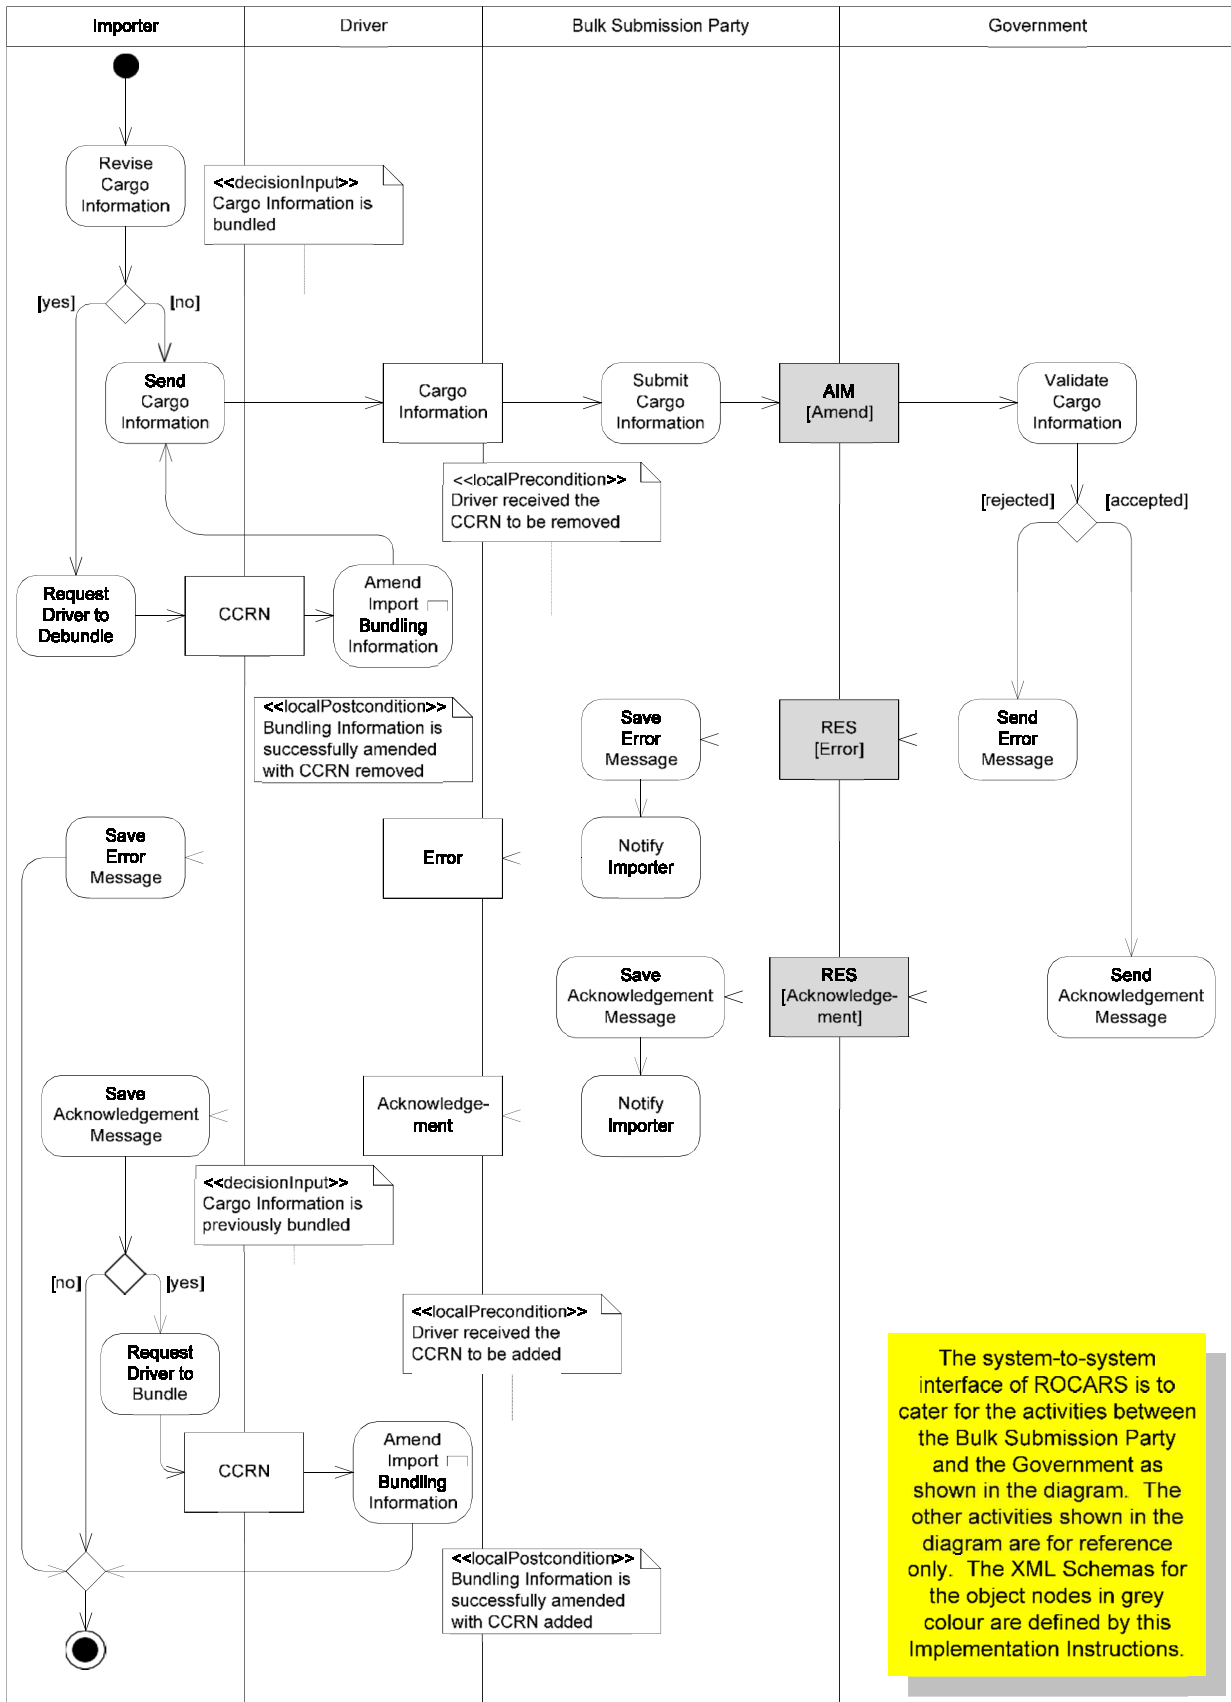 Importer
Driver
Bulk Submission Party
Government
Revise
Cargo
Information
<<decisionInput>>
Cargo Information is
bundled
[yes]
[no]
Send
Cargo
Information
Cargo
Information
Submit
Cargo
Information
AIM
[Amend]
Validate
Cargo
Information
<<localPrecondition>>
Driver received the
CCRN to be removed
[rejected]
[accepted]
Request
Driver to
Debundle
CCRN
Amend
Import
Bundling
Information
<<localPostcondition>>
Bundling Information is
successfully amended
with CCRN removed
Save
Error
Message
RES
[Error]
Send
Error
Message
Save
Error
Message
Error
Notify
Importer
Save
Acknowledgement
Message
RES
[Acknowledge-
ment]
Send
Acknowledgement
Message
Save
Acknowledgement
Message
Acknowledge-
ment
Notify
Importer
<<decisionInput>>
Cargo Information is
previously bundled
[no]
[yes]
<<localPrecondition>>
Driver received the
CCRN to be added
Request
Driver to
Bundle
CCRN
Amend
Import
Bundling
Information
<<localPostcondition>>
Bundling Information is
successfully amended
with CCRN added
The system-to-system
interface of ROCARS is to
cater for the activities between
the Bulk Submission Party
and the Government as
shown in the diagram. The
other activities shown in the
diagram are for reference
only. The XML Schemas for
the object nodes in grey
colour are defined by this
Implementation Instructions.